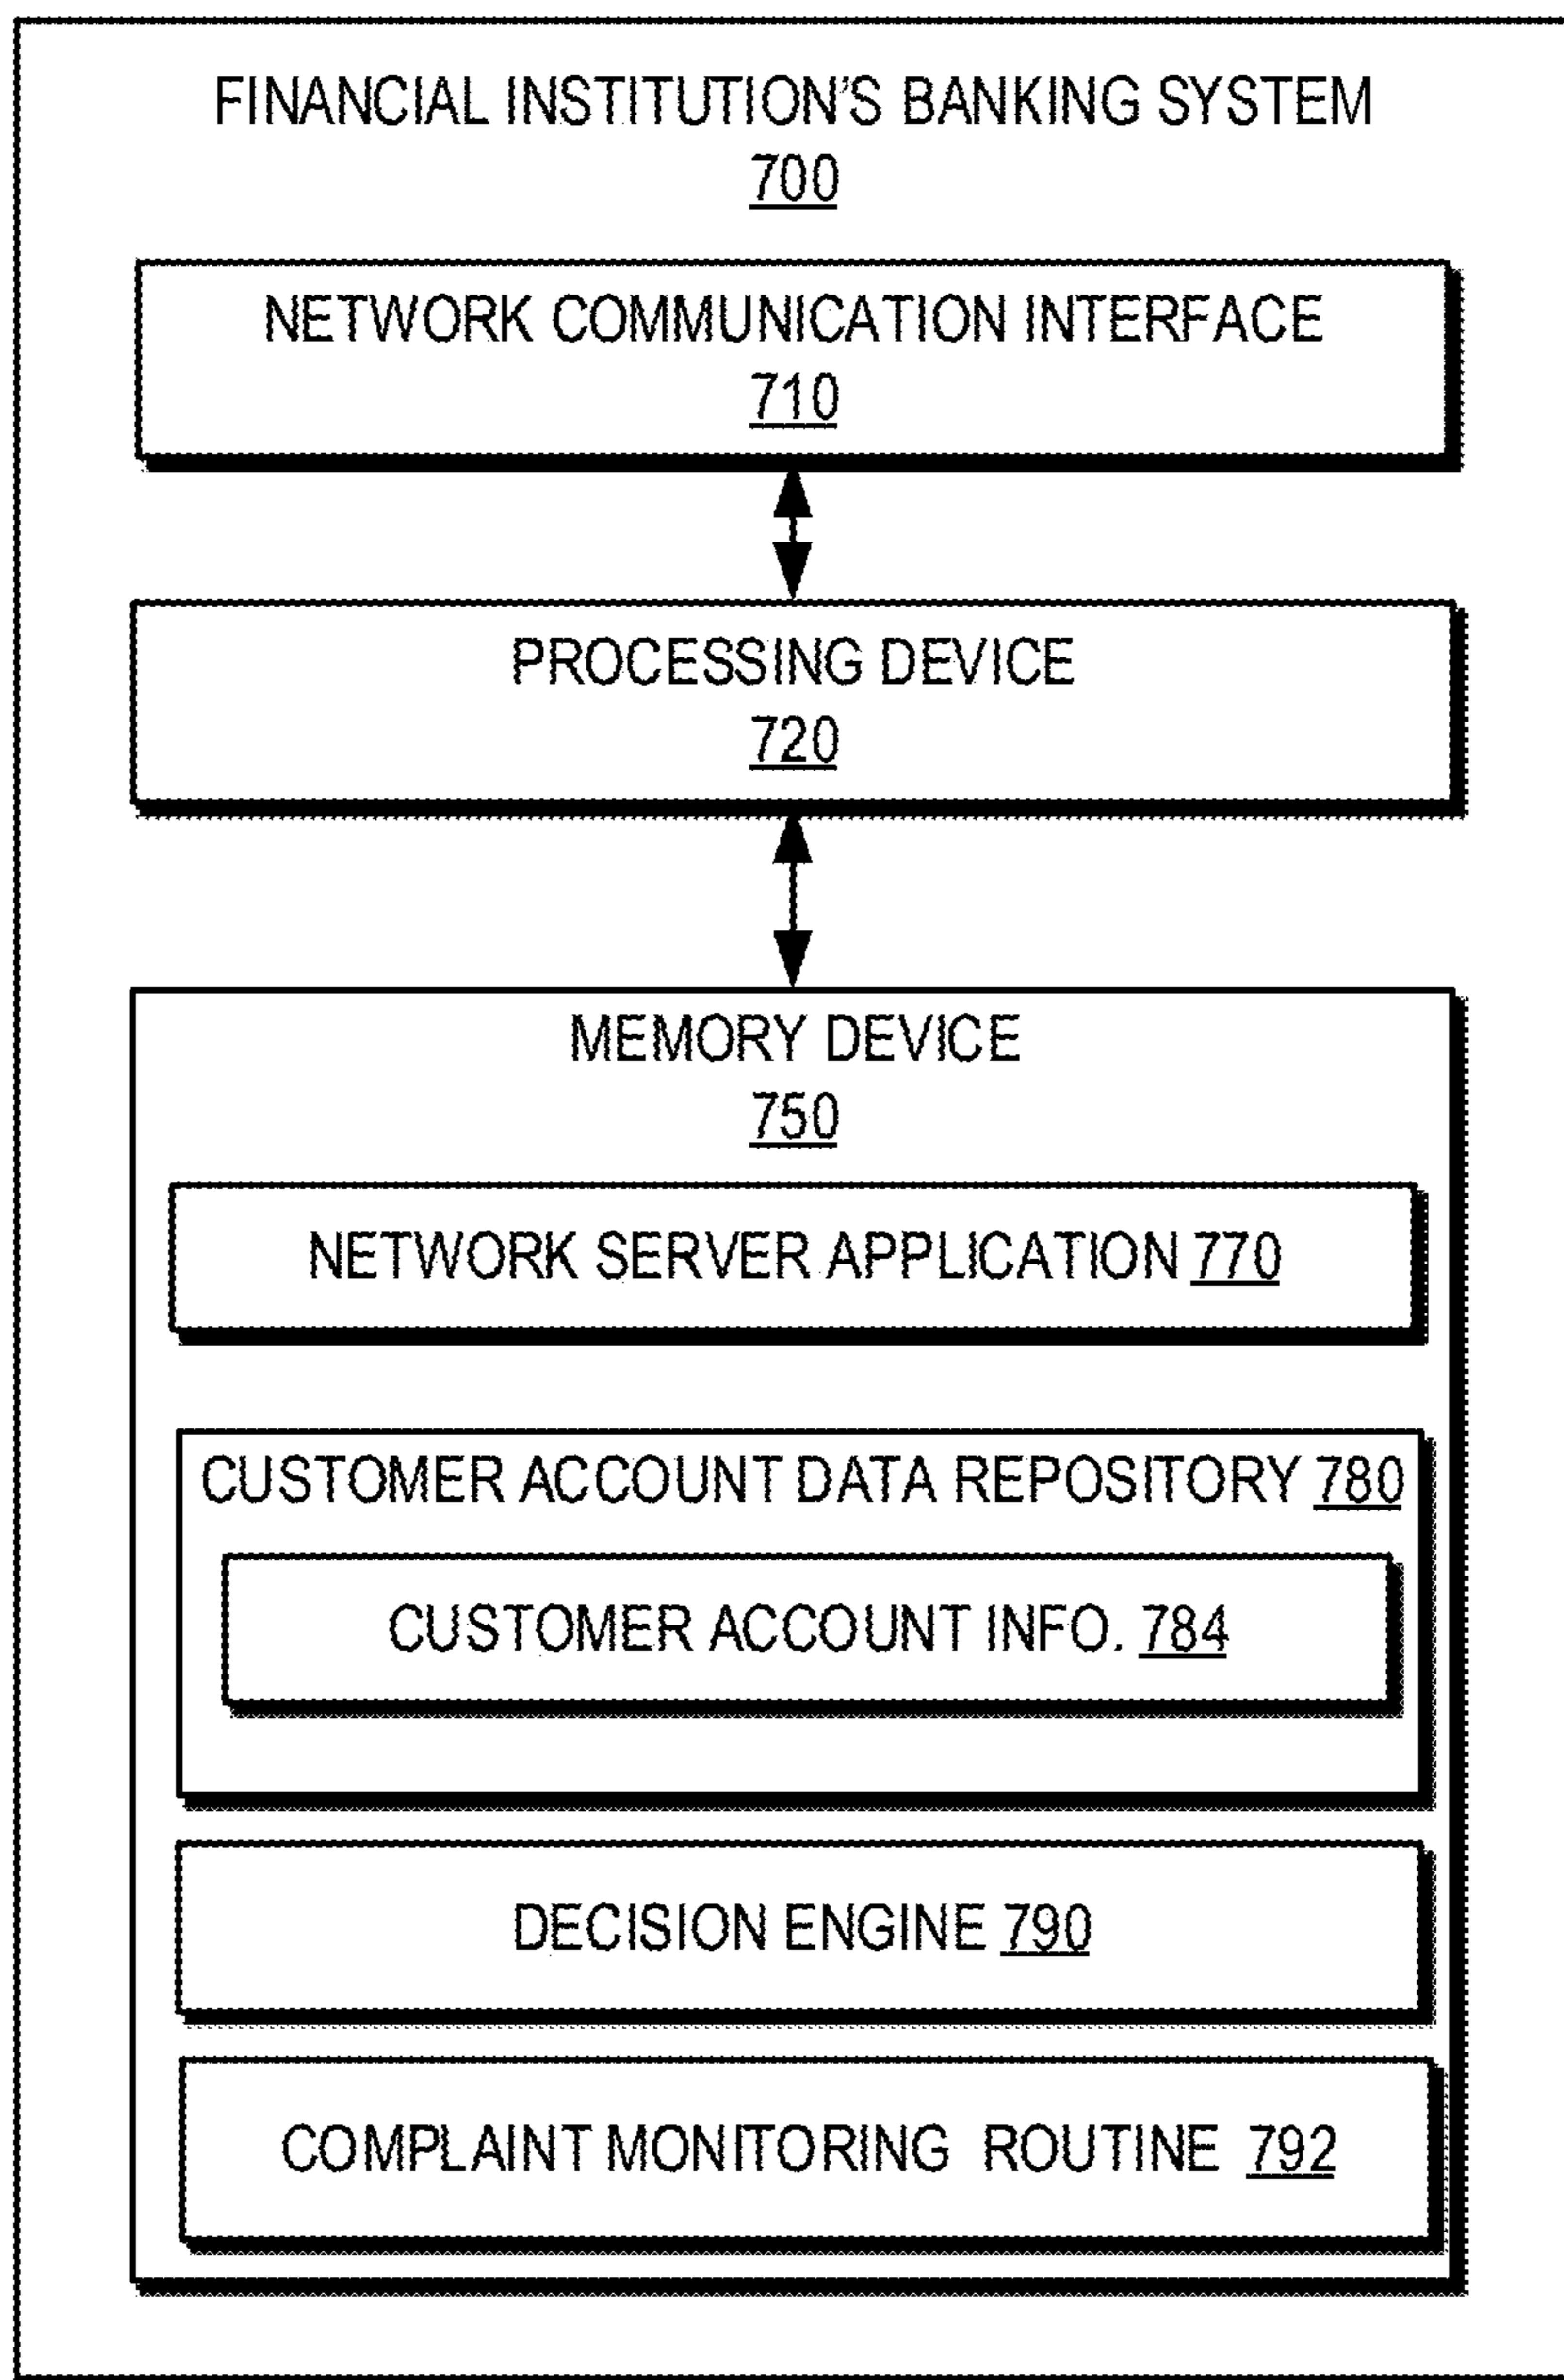 FINANCIAL INSTITUTION'S BANKING SYSTEM
700
NETWORK COMMUNICATION INTERFACE
710
PROCESSING DEVICE
720
MEMORY DEVICE
750
NETWORK SERVER APPLICATION 770
CUSTOMER ACCOUNT DATA REPOSITORY 780
CUSTOMER ACCOUNT INFO. 784
DECISION ENGINE 790
COMPLAINT MONITORING ROUTINE 792